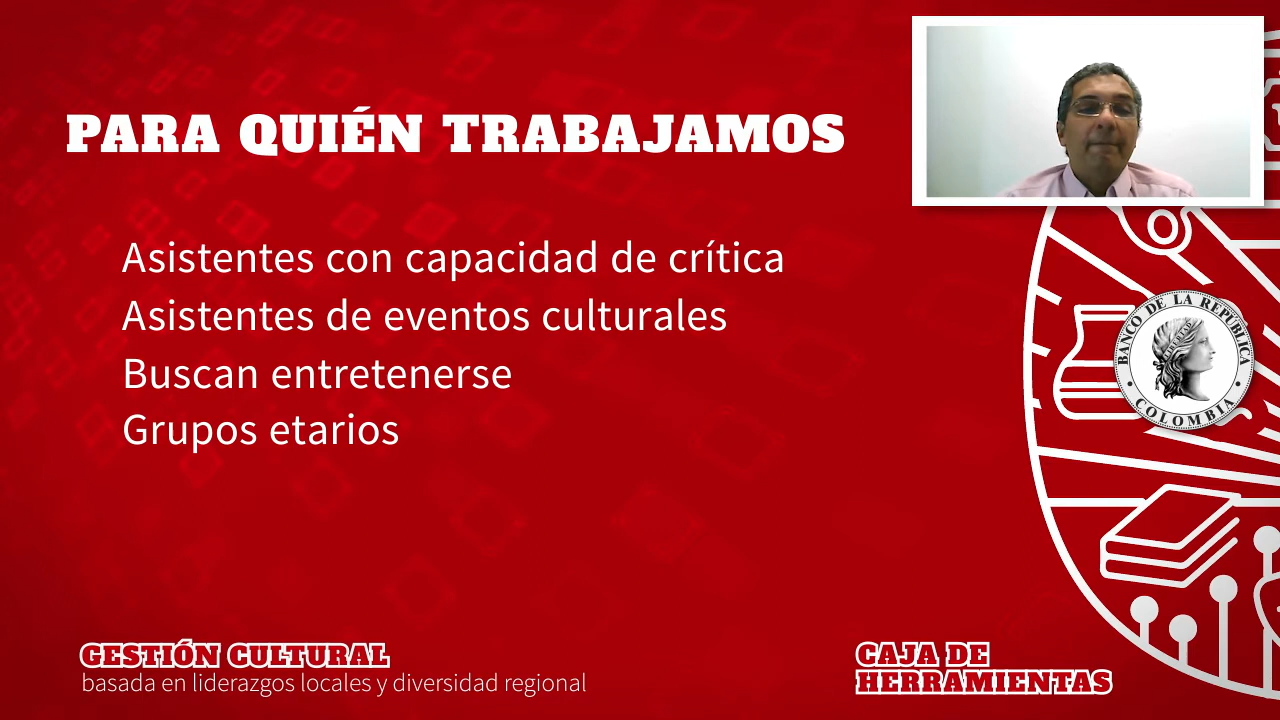 PARA QUIÉN TRABAJAMOS
Asistentes con capacidad de crítica
Asistentes de eventos culturales
Buscan entretenerse
Grupos etarios
BANCO DE LA REPÚBLICA
COLOMBIA
GESTIÓN CULTURAL
basada en liderazgos locales y diversidad regional
CAJA DE
HERRAMIENTAS